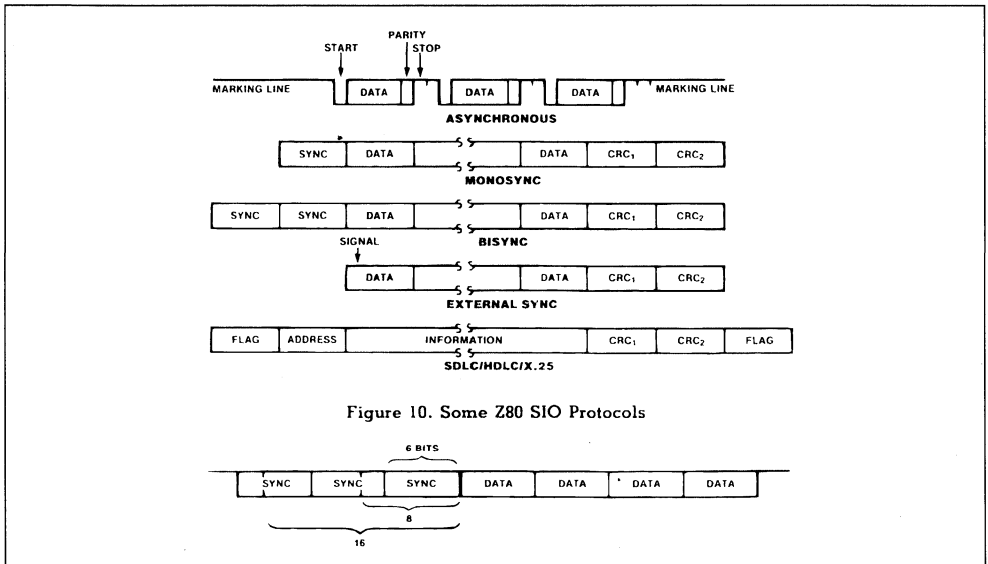 PARITY
START STOP
MARKING LINE DATA DATA DATA MARKING LINE
ASYNCHRONOUS
SYNC DATA DATA CRC₁ CRC₂
MONOSYNC
SYNC SYNC DATA DATA CRC₁ CRC₂
BISYNC
SIGNAL
DATA DATA CRC₁ CRC₂
EXTERNAL SYNC
FLAG ADDRESS INFORMATION CRC₁ CRC₂ FLAG
SDLC/HDLC/X.25
Figure 10. Some Z80 SIO Protocols
6 BITS
SYNC SYNC SYNC DATA DATA DATA DATA
8
16